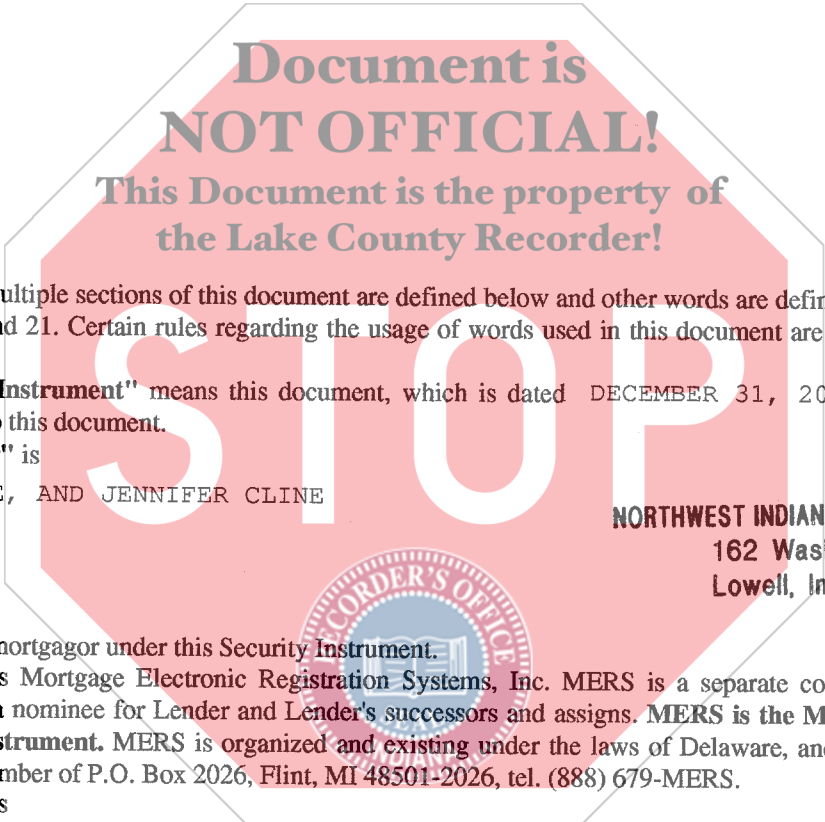 Document is
NOT OFFICIAL!
This Document is the property of
the Lake County Recorder!
ultiple sections of this document are defined below and other words are defin
d 21. Certain rules regarding the usage of words used in this document are
STOP
Instrument" means this document, which is dated DECEMBER 31, 20
this document.
" is
E, AND JENNIFER CLINE
NORTHWEST INDIAN
162 Was
Lowell, In
RECORDER'S OFFICE
mortgagor under this Security Instrument.
s Mortgage Electronic Registration Systems, Inc. MERS is a separate co
nominee for Lender and Lender's successors and assigns. MERS is the M
strument. MERS is organized and existing under the laws of Delaware, an
mber of P.O. Box 2026, Flint, MI 48501-2026, tel. (888) 679-MERS.
INDIANA
s